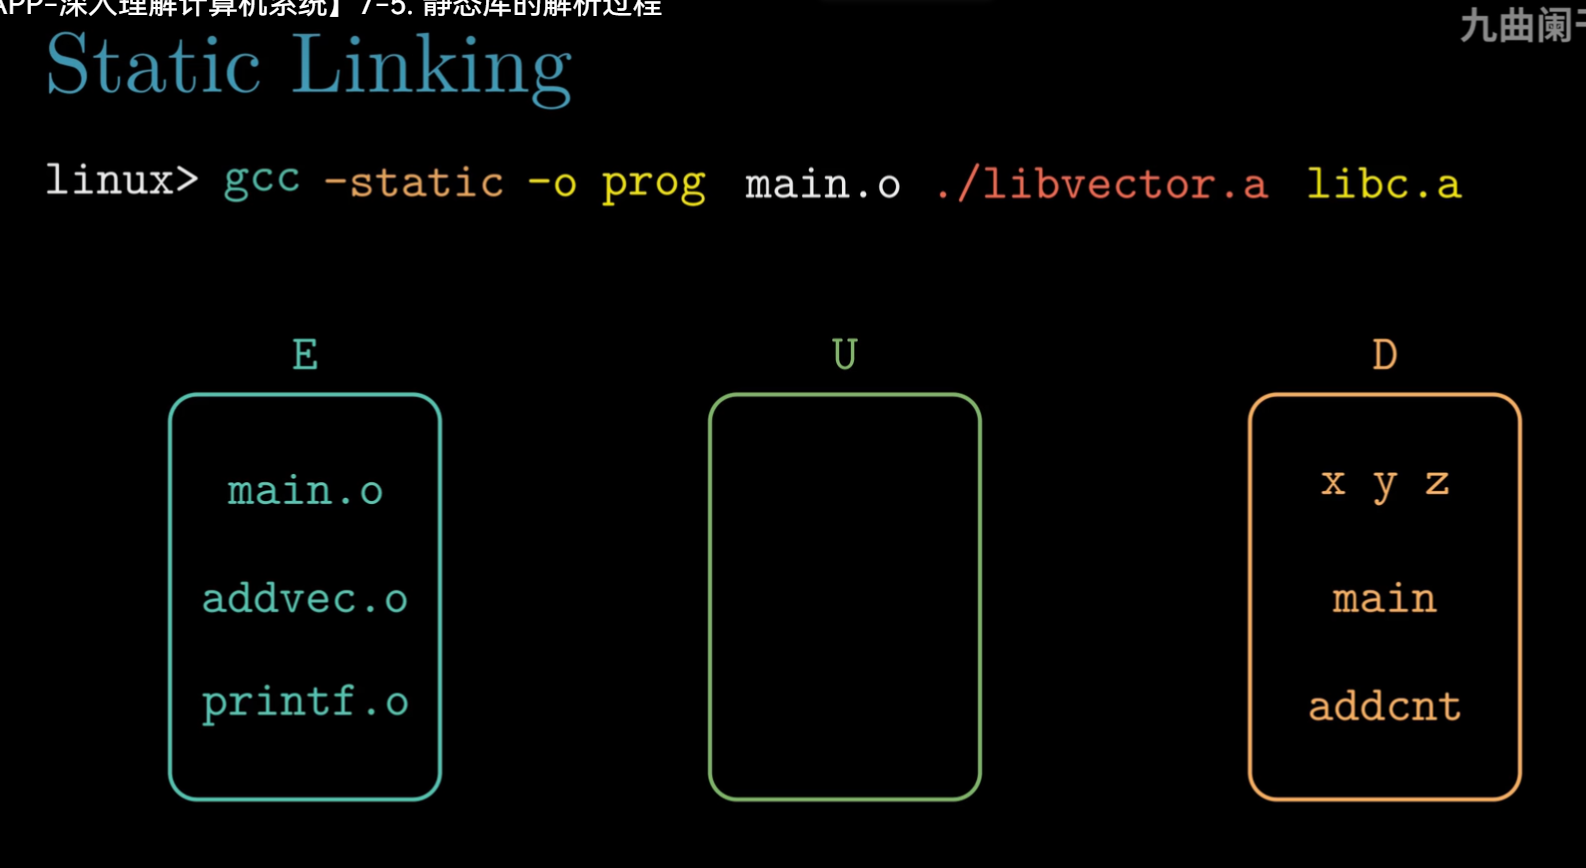 APP-深入理解计算机系统】7-5. 静态库的解析过程
九曲阑干
Static Linking
linux> gcc -static -o prog main.o ./libvector.a libc.a
E U D
main.o x y z
addvec.o main
printf.o addcnt